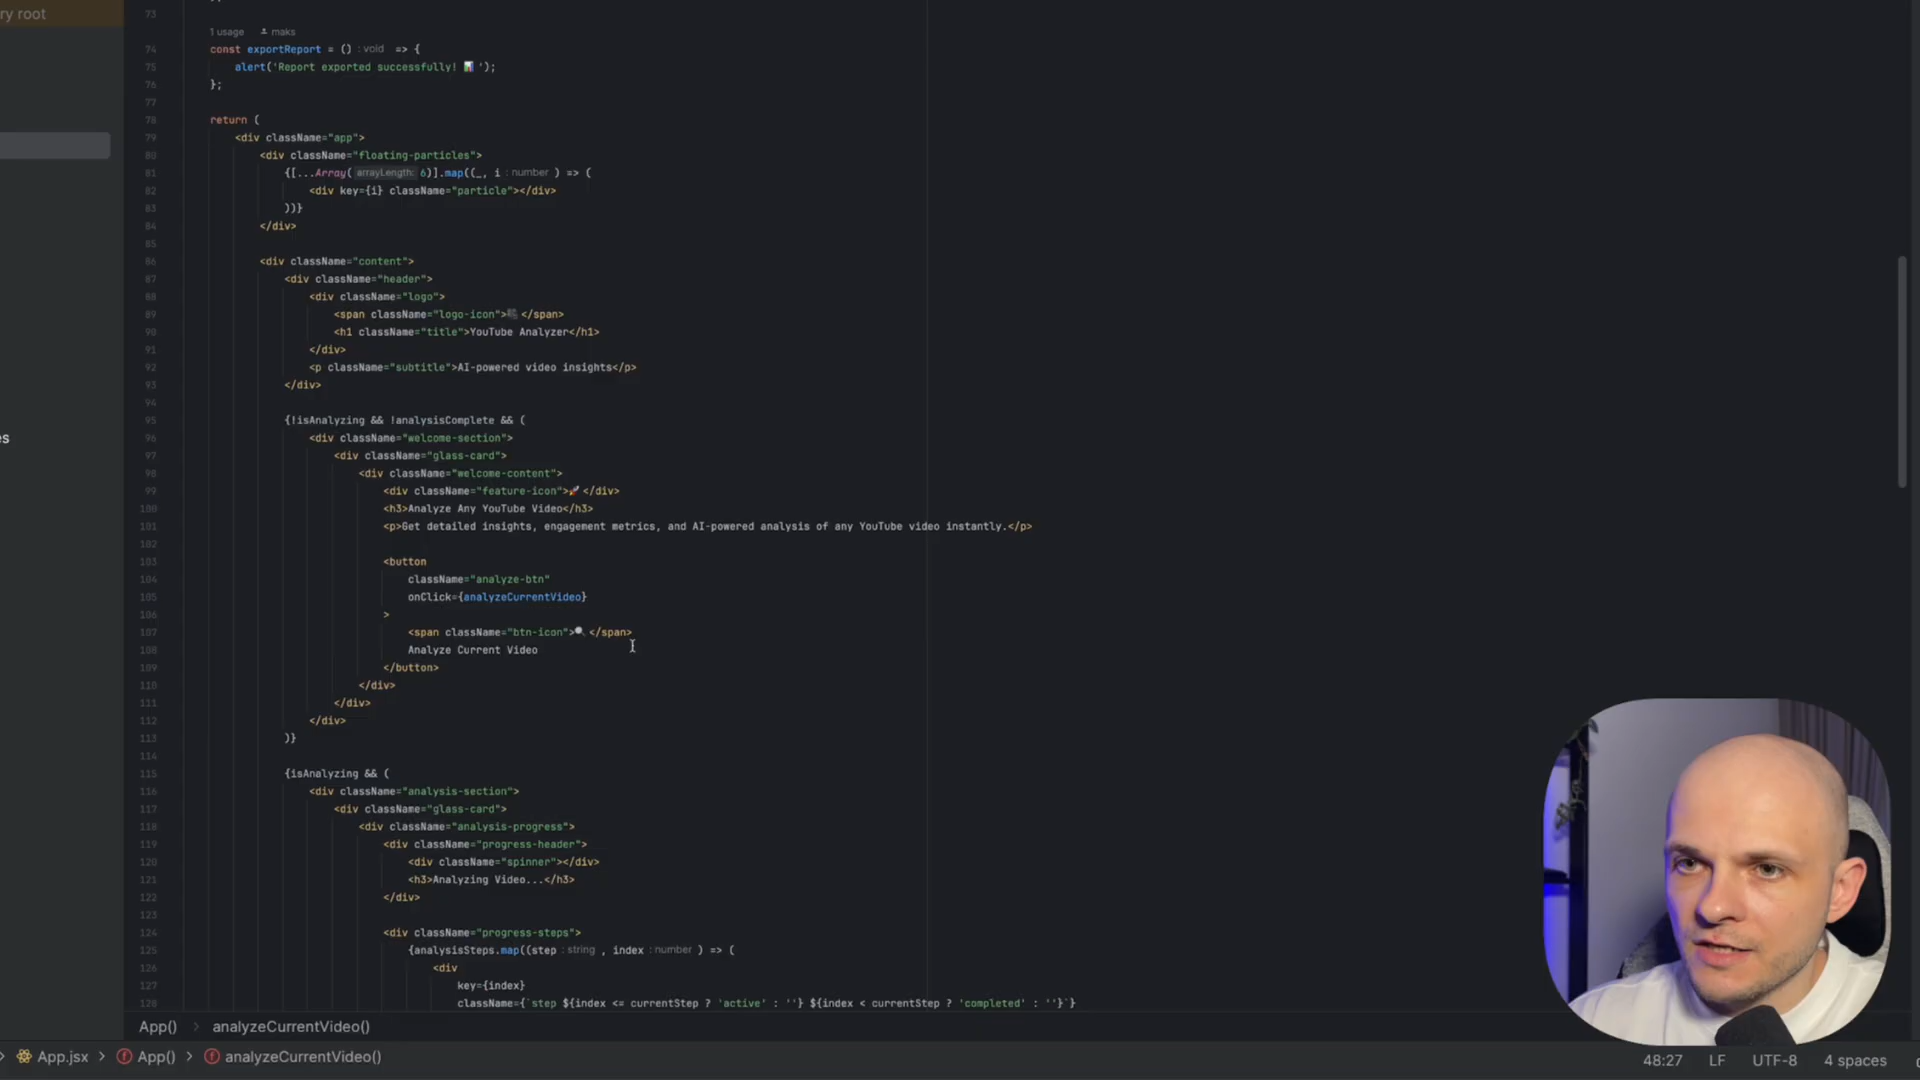 ry root
73
1 usage maks
74 const exportReport = () :void => {
75 alert('Report exported successfully! 📊 ');
76 };
77
78 return (
79 <div className="app">
80 <div className="floating-particles">
81 {[...Array( arrayLength: 6)].map((_, i :number ) => (
82 <div key={i} className="particle"></div>
83 ))}
84 </div>
85
86 <div className="content">
87 <div className="header">
88 <div className="logo">
89 <span className="logo-icon"></span>
90 <h1 className="title">YouTube Analyzer</h1>
91 </div>
92 <p className="subtitle">AI-powered video insights</p>
93 </div>
94
95 {!isAnalyzing && !analysisComplete && (
96 <div className="welcome-section">
97 <div className="glass-card">
98 <div className="welcome-content">
99 <div className="feature-icon">🚀 </div>
100 <h3>Analyze Any YouTube Video</h3>
101 <p>Get detailed insights, engagement metrics, and AI-powered analysis of any YouTube video instantly.</p>
102
103 <button
104 className="analyze-btn"
105 onClick={analyzeCurrentVideo}
106 >
107 <span className="btn-icon">🔍 </span>
108 Analyze Current Video
109 </button>
110 </div>
111 </div>
112 </div>
113 )}
114
115 {isAnalyzing && (
116 <div className="analysis-section">
117 <div className="glass-card">
118 <div className="analysis-progress">
119 <div className="progress-header">
120 <div className="spinner"></div>
121 <h3>Analyzing Video...</h3>
122 </div>
123
124 <div className="progress-steps">
125 {analysisSteps.map((step :string , index :number ) => (
126 <div
127 key={index}
128 className={`step ${index <= currentStep ? 'active' : ''} ${index < currentStep ? 'completed' : ''}`}
es
App() > analyzeCurrentVideo()
> App.jsx > App() > analyzeCurrentVideo()
48:27 LF UTF-8 4 spaces